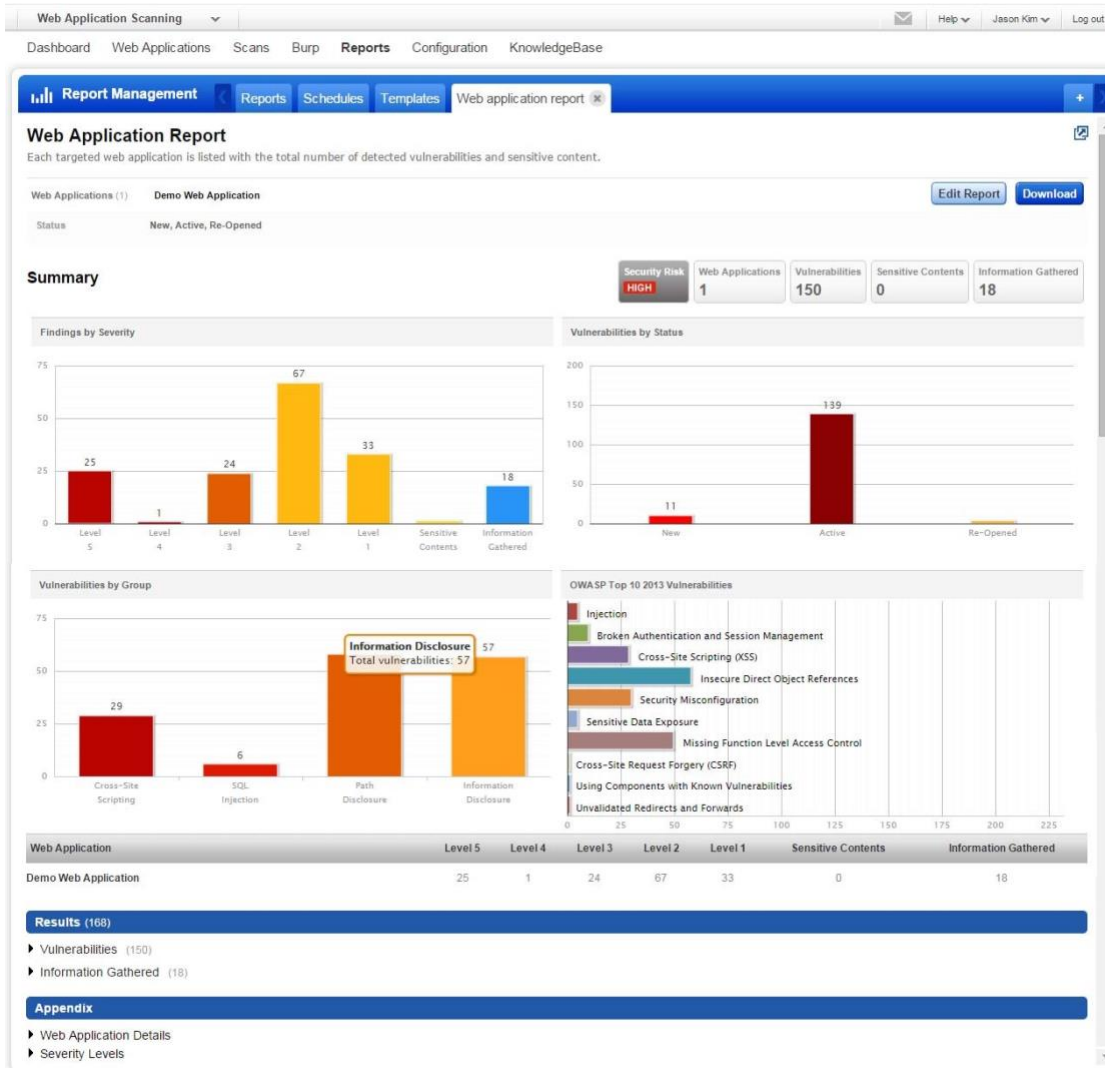 Web Application Scanning
Help Jason Kim Log out
Dashboard Web Applications Scans Burp Reports Configuration KnowledgeBase
Report Management Reports Schedules Templates Web application report
Web Application Report
Each targeted web application is listed with the total number of detected vulnerabilities and sensitive content.
Web Applications (1) Demo Web Application
Edit Report Download
Status New, Active, Re-Opened
Summary
Security Risk
HIGH
Web Applications
1
Vulnerabilities
150
Sensitive Contents
0
Information Gathered
18
Findings by Severity
75
50
25
0
25
1
24
67
33
18
Level 5
Level 4
Level 3
Level 2
Level 1
Sensitive Contents
Information Gathered
Vulnerabilities by Status
200
150
100
50
0
11
139
New
Active
Re-Opened
Vulnerabilities by Group
75
50
25
0
29
6
Information Disclosure
Total vulnerabilities: 57
57
Cross-Site Scripting
SQL Injection
Path Disclosure
Information Disclosure
OWASP Top 10 2013 Vulnerabilities
Injection
Broken Authentication and Session Management
Cross-Site Scripting (XSS)
Insecure Direct Object References
Security Misconfiguration
Sensitive Data Exposure
Missing Function Level Access Control
Cross-Site Request Forgery (CSRF)
Using Components with Known Vulnerabilities
Unvalidated Redirects and Forwards
0 25 50 75 100 125 150 175 200 225
Web Application Level 5 Level 4 Level 3 Level 2 Level 1 Sensitive Contents Information Gathered
Demo Web Application 25 1 24 67 33 0 18
Results (168)
Vulnerabilities (150)
Information Gathered (18)
Appendix
Web Application Details
Severity Levels